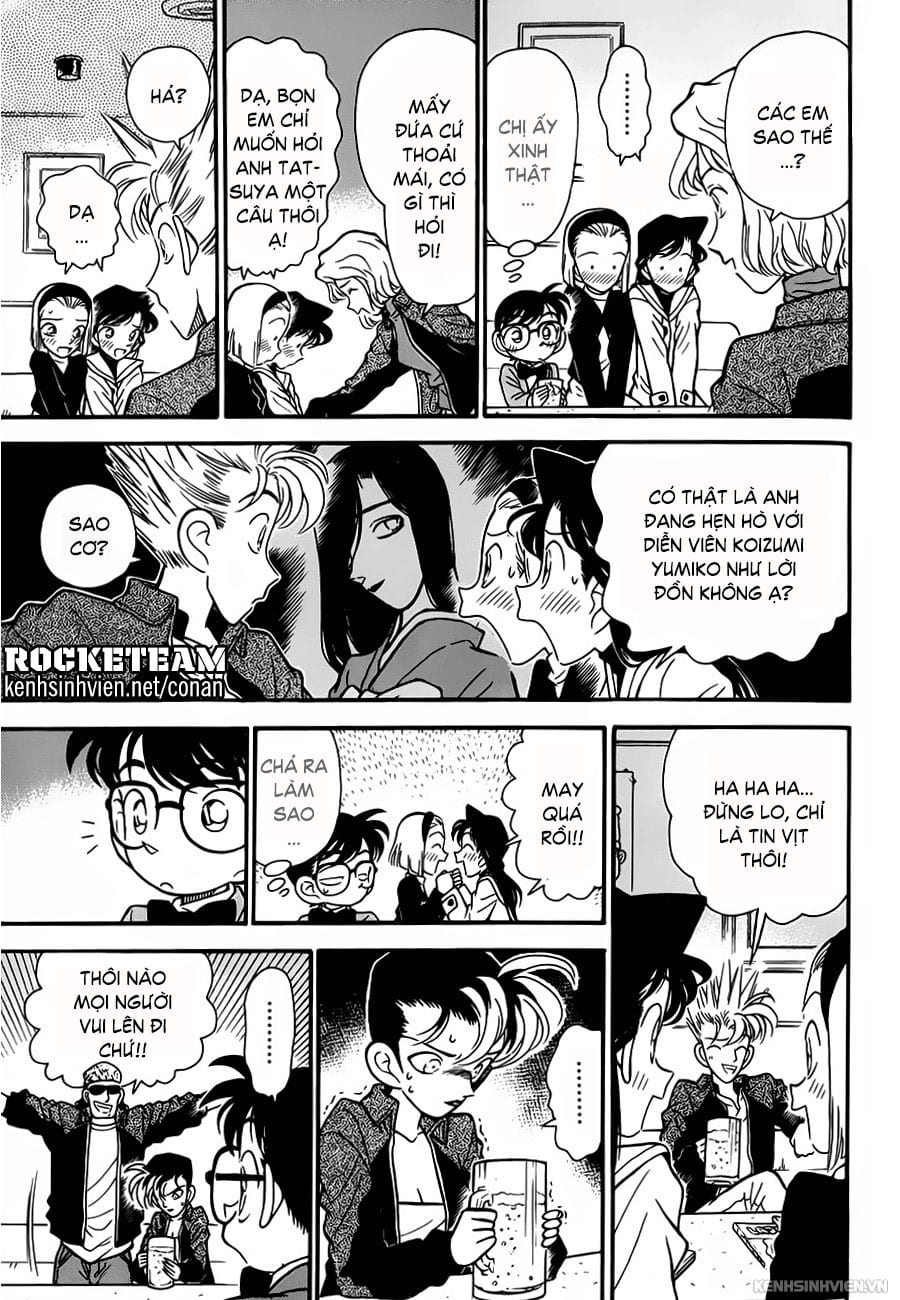 CÁC EM
SAO THẾ
...?
........
CHỊ ẤY
XINH
THẬT
...
MẤY
ĐỨA CỨ
THOẢI
MÁI, CÓ
GÌ THÌ
HỎI
ĐI!
DẠ, BỌN
EM CHỈ
MUỐN HỎI
ANH TAT-
SUYA MỘT
CÂU THÔI
Ạ!
HẢ?
DẠ
...
CÓ THẬT LÀ ANH
ĐANG HẸN HÒ VỚI
DIỄN VIÊN KOIZUMI
YUMIKO NHƯ LỜI
ĐỒN KHÔNG Ạ?
SAO
CƠ?
ROCKETEAM
kenhsinhvien.net/conan
HA HA HA...
ĐỪNG LO, CHỈ
LÀ TIN VỊT
THÔI!
MAY
QUÁ
RỒI!!
CHẢ RA
LÀM
SAO
...
........
........
THÔI NÀO
MỌI NGƯỜI
VUI LÊN ĐI
CHỨ!!
KENHSINHVIEN.VN